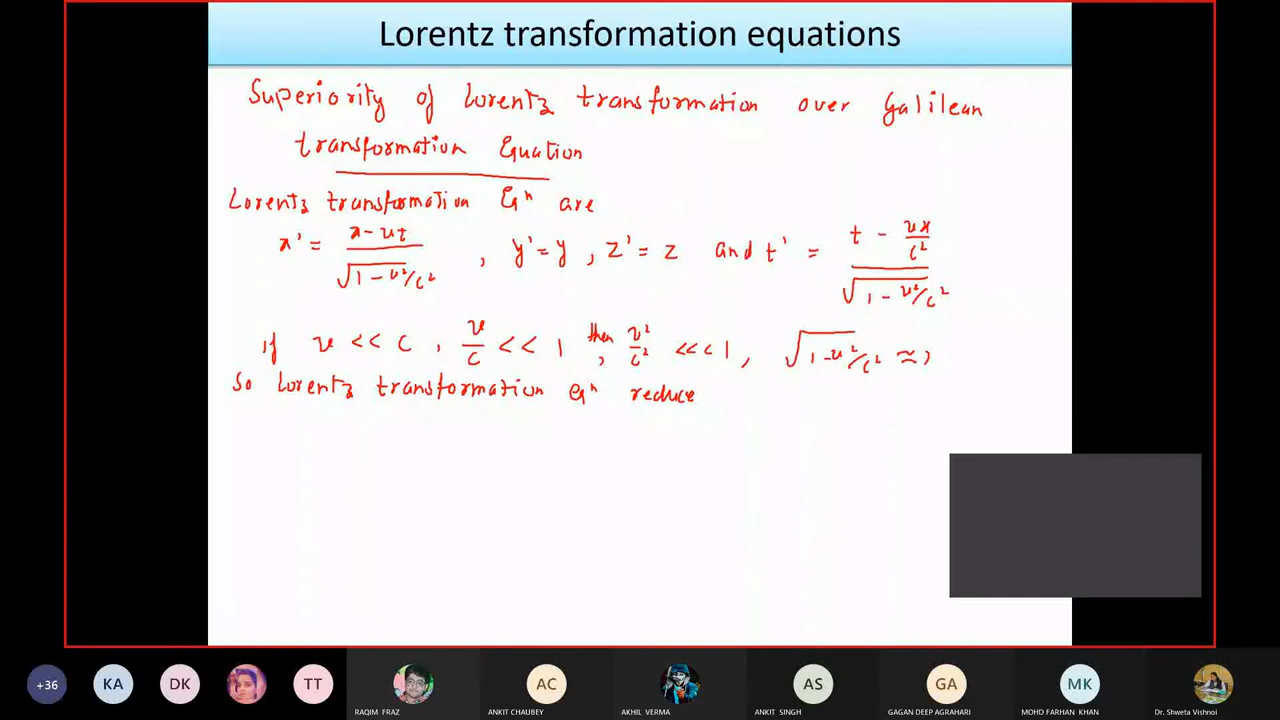 Lorentz transformation equations
Superiority of Lorentz transformation over Galilean
transformation Equation
Lorentz transformation Eqⁿ are
x' = x - vt / √1 - v²/c² , y' = y , z' = z and t' = t - vx/c² / √1 - v²/c²
if v << c , v/c << 1 then , v²/c² <<< 1 , √1-v²/c² ≈ 1
So Lorentz transformation eqⁿ reduce
+36 KA DK TT AC AS GA MK
RAQIM FRAZ ANKIT CHAUBEY AKHIL VERMA ANKIT SINGH GAGAN DEEP AGRAHARI MOHD FARHAN KHAN Dr. Shweta Vishnoi